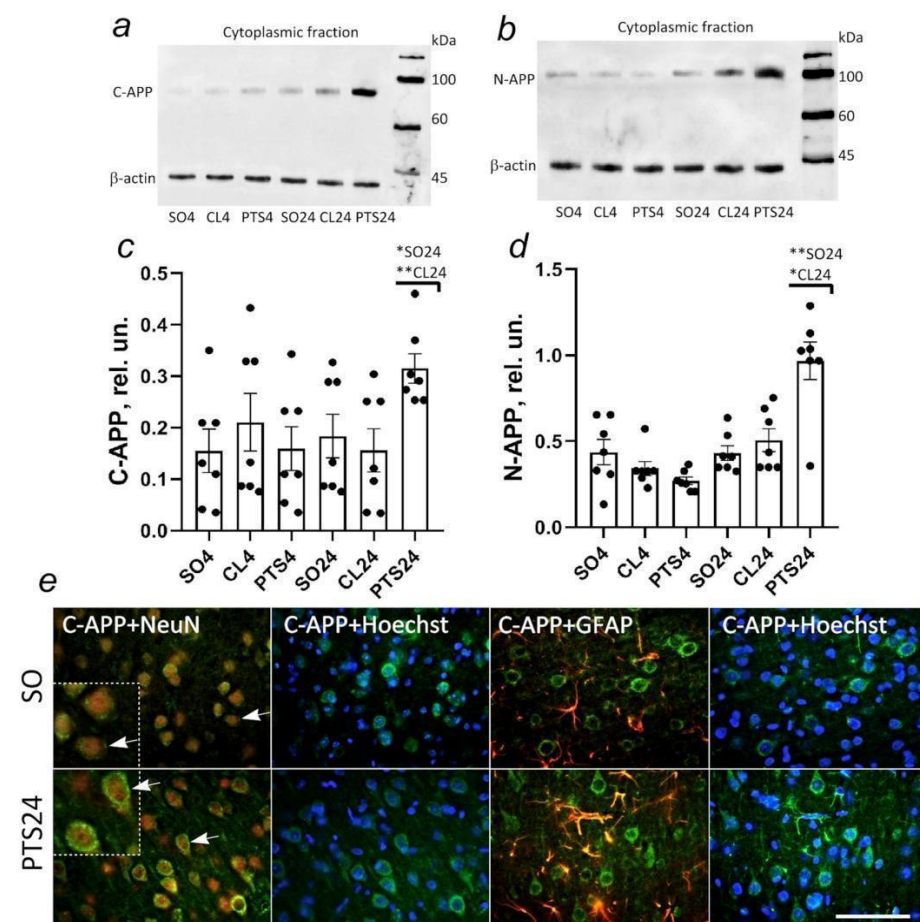 a
Cytoplasmic fraction
kDa
C-APP
100
60
β-actin
45
SO4 CL4 PTS4 SO24 CL24 PTS24
b
Cytoplasmic fraction
kDa
N-APP
100
60
45
β-actin
SO4 CL4 PTS4 SO24 CL24 PTS24
c
*SO24
**CL24
C-APP, rel. un.
0.5
0.4
0.3
0.2
0.1
0.0
SO4 CL4 PTS4 SO24 CL24 PTS24
d
**SO24
*CL24
N-APP, rel. un.
1.5
1.0
0.5
0.0
SO4 CL4 PTS4 SO24 CL24 PTS24
e
C-APP+NeuN C-APP+Hoechst C-APP+GFAP C-APP+Hoechst
SO
PTS24